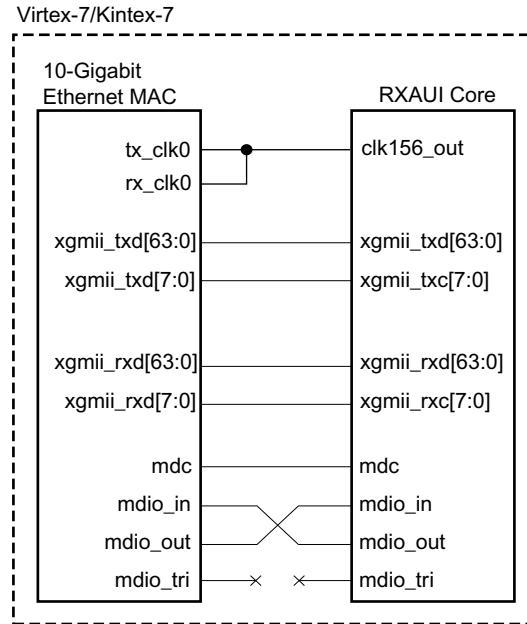 Virtex-7/Kintex-7
10-Gigabit
Ethernet MAC
RXAUI Core
tx_clk0
clk156_out
rx_clk0
xgmii_txd[63:0]
xgmii_txd[63:0]
xgmii_txd[7:0]
xgmii_txc[7:0]
xgmii_rxd[63:0]
xgmii_rxd[63:0]
xgmii_rxd[7:0]
xgmii_rxc[7:0]
mdc
mdc
mdio_in
mdio_in
mdio_out
mdio_out
mdio_tri
mdio_tri